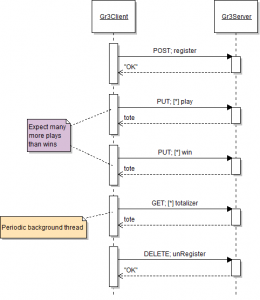 Gr3Client
Gr3Server
POST; register
"OK"
PUT; [*] play
tote
Expect many
more plays
than wins
PUT; [*] win
tote
GET; [*] totalizer
tote
Periodic background thread
DELETE; unRegister
"OK"